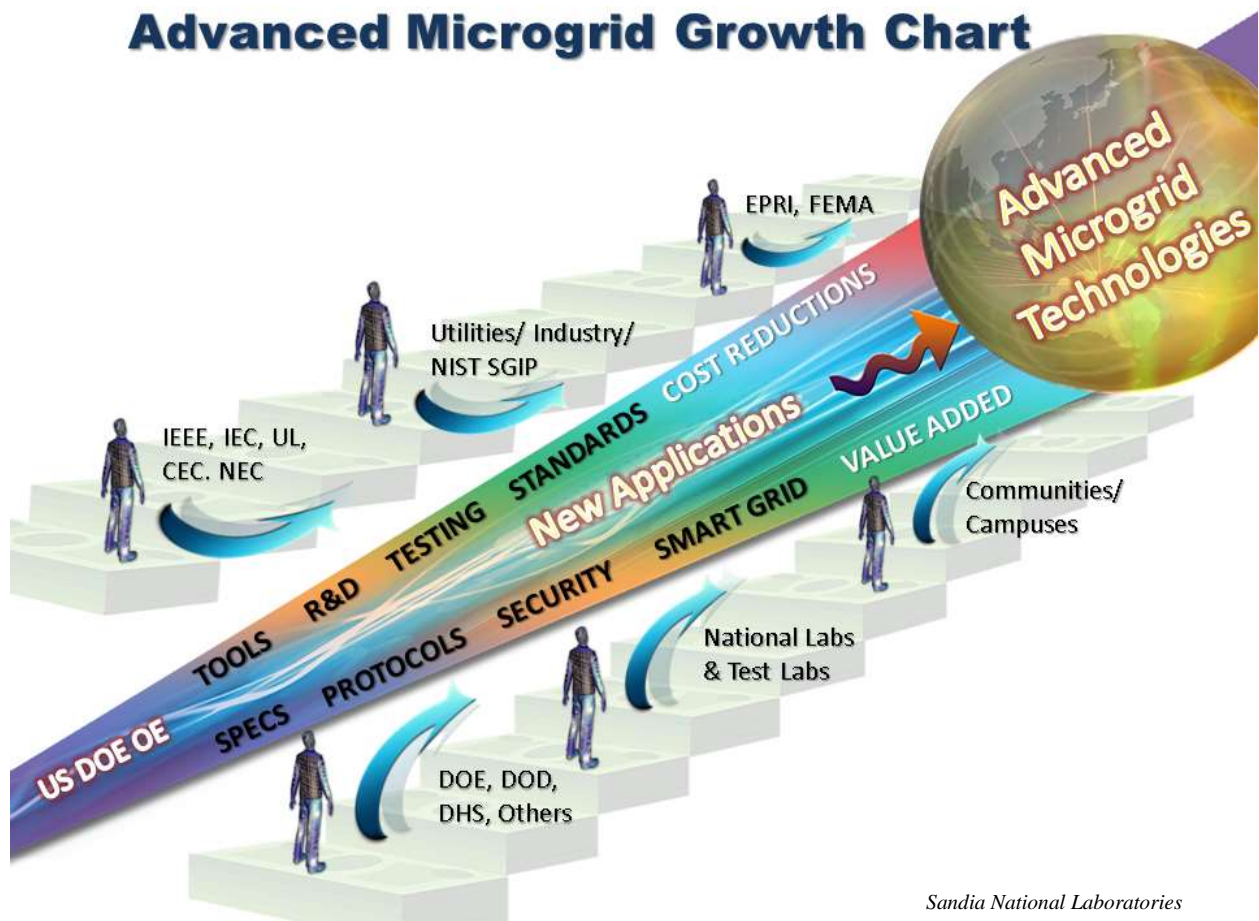 Advanced Microgrid Growth Chart
Advanced
Microgrid
Technologies
EPRI, FEMA
Utilities/ Industry/
NIST SGIP
IEEE, IEC, UL,
CEC. NEC
TOOLS R&D TESTING STANDARDS COST REDUCTIONS
US DOE OE New Applications
SPECS PROTOCOLS SECURITY SMART GRID VALUE ADDED
Communities/
Campuses
National Labs
& Test Labs
DOE, DOD,
DHS, Others
Sandia National Laboratories